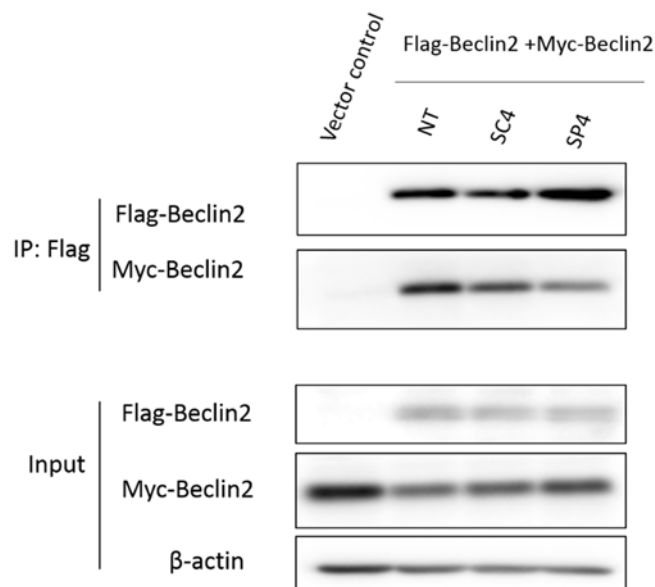 Vector control
Flag-Beclin2 +Myc-Beclin2
NT
SC4
SP4
IP: Flag
Flag-Beclin2
Myc-Beclin2
Input
Flag-Beclin2
Myc-Beclin2
β-actin